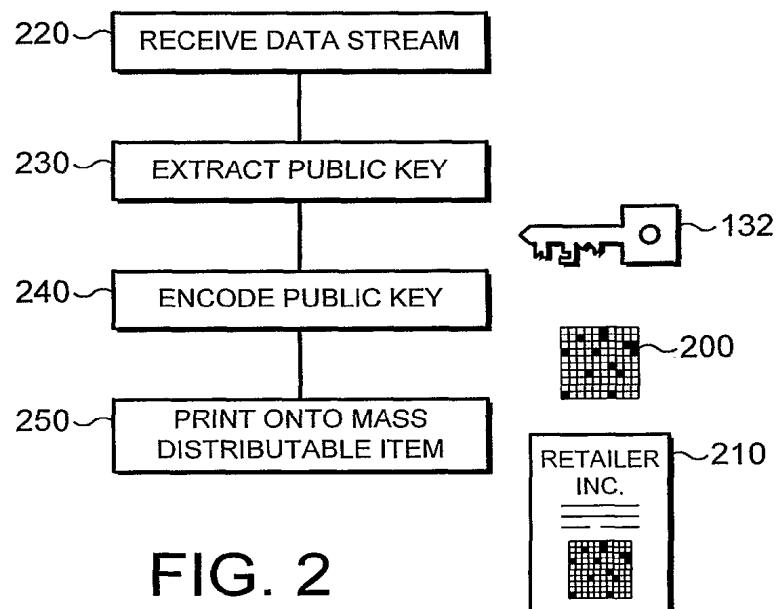 220 RECEIVE DATA STREAM
230 EXTRACT PUBLIC KEY
132
240 ENCODE PUBLIC KEY
200
250 PRINT ONTO MASS
DISTRIBUTABLE ITEM
RETAILER
INC.
210
FIG. 2